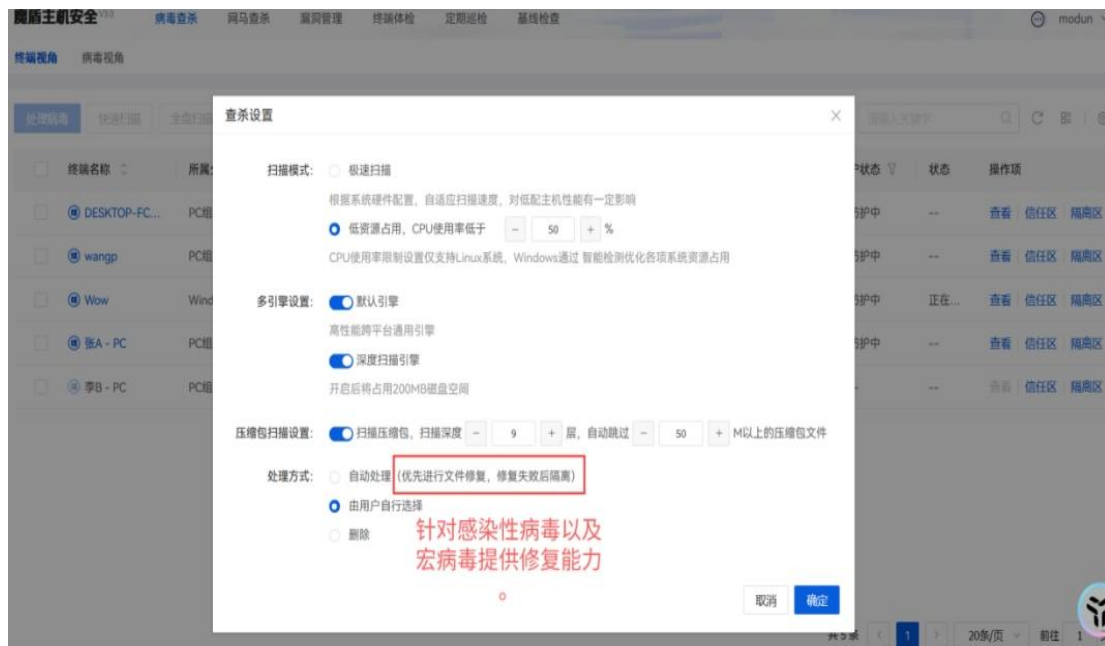 魔盾主机安全 V3.0 病毒查杀 网马查杀 漏洞管理 终端体检 定期巡检 基线检查 modun
终端视角 病毒视角
处理病毒 快速扫描 全盘扫描 请输入关键字
查杀设置
终端名称 所属 状态 状态 操作项
扫描模式: 极速扫描
根据系统硬件配置，自适应扫描速度，对低配主机性能有一定影响
DESKTOP-FC... PC组 防护中 -- 查看 信任区 隔离区
低资源占用，CPU使用率低于 - 50 + %
wangp PC组 防护中 -- 查看 信任区 隔离区
CPU使用率限制设置仅支持Linux系统，Windows通过 智能检测优化各项系统资源占用
Wow Wind 防护中 正在... 查看 信任区 隔离区
多引擎设置: 默认引擎
高性能跨平台通用引擎
张A - PC PC组 防护中 -- 查看 信任区 隔离区
深度扫描引擎
李B - PC PC组 - -- 查看 信任区 隔离区
开启后将占用200MB磁盘空间
压缩包扫描设置: 扫描压缩包，扫描深度 - 9 + 层，自动跳过 - 50 + M以上的压缩包文件
处理方式: 自动处理（优先进行文件修复，修复失败后隔离）
由用户自行选择
删除
针对感染性病毒以及
宏病毒提供修复能力
。
取消 确定
共5条 1 20条/页 前往 1